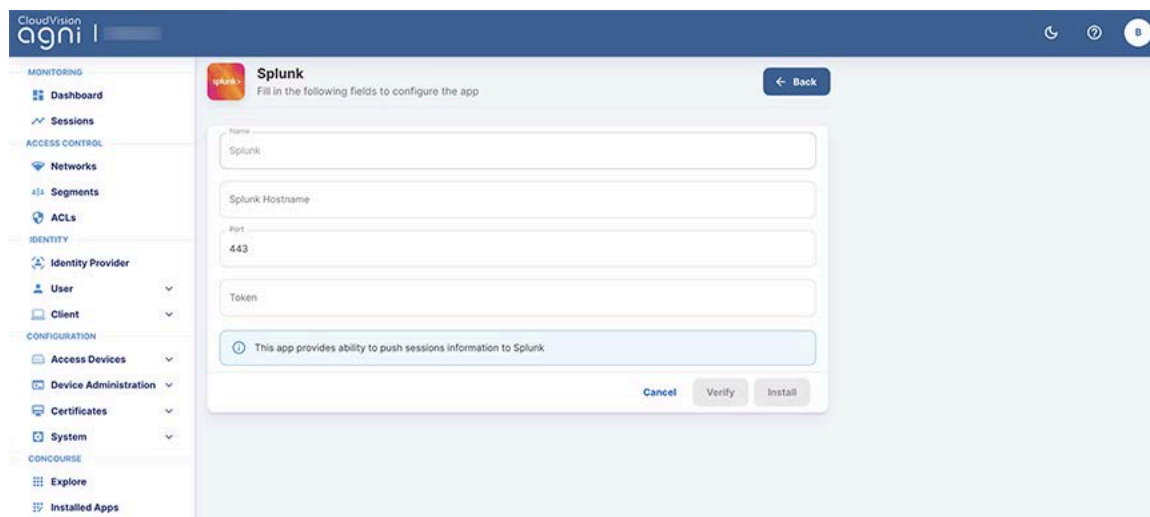 CloudVision
agni |
B
MONITORING
Dashboard
Sessions
ACCESS CONTROL
Networks
Segments
ACLs
IDENTITY
Identity Provider
User
Client
CONFIGURATION
Access Devices
Device Administration
Certificates
System
CONCOURSE
Explore
Installed Apps
splunk>
Splunk
Fill in the following fields to configure the app
← Back
Name
Splunk
Splunk Hostname
Port
443
Token
This app provides ability to push sessions information to Splunk
Cancel
Verify
Install